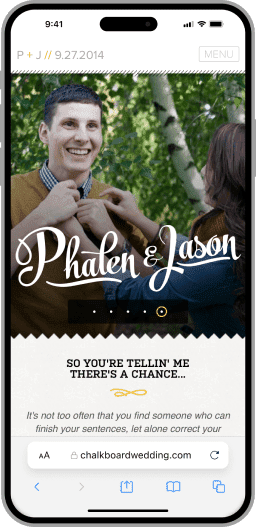 9:41
P + J // 9.27.2014
MENU
Phalen & Jason
SO YOU'RE TELLIN' ME
THERE'S A CHANCE...
It's not too often that you find someone who can
finish your sentences, let alone correct your
AA
chalkboardwedding.com